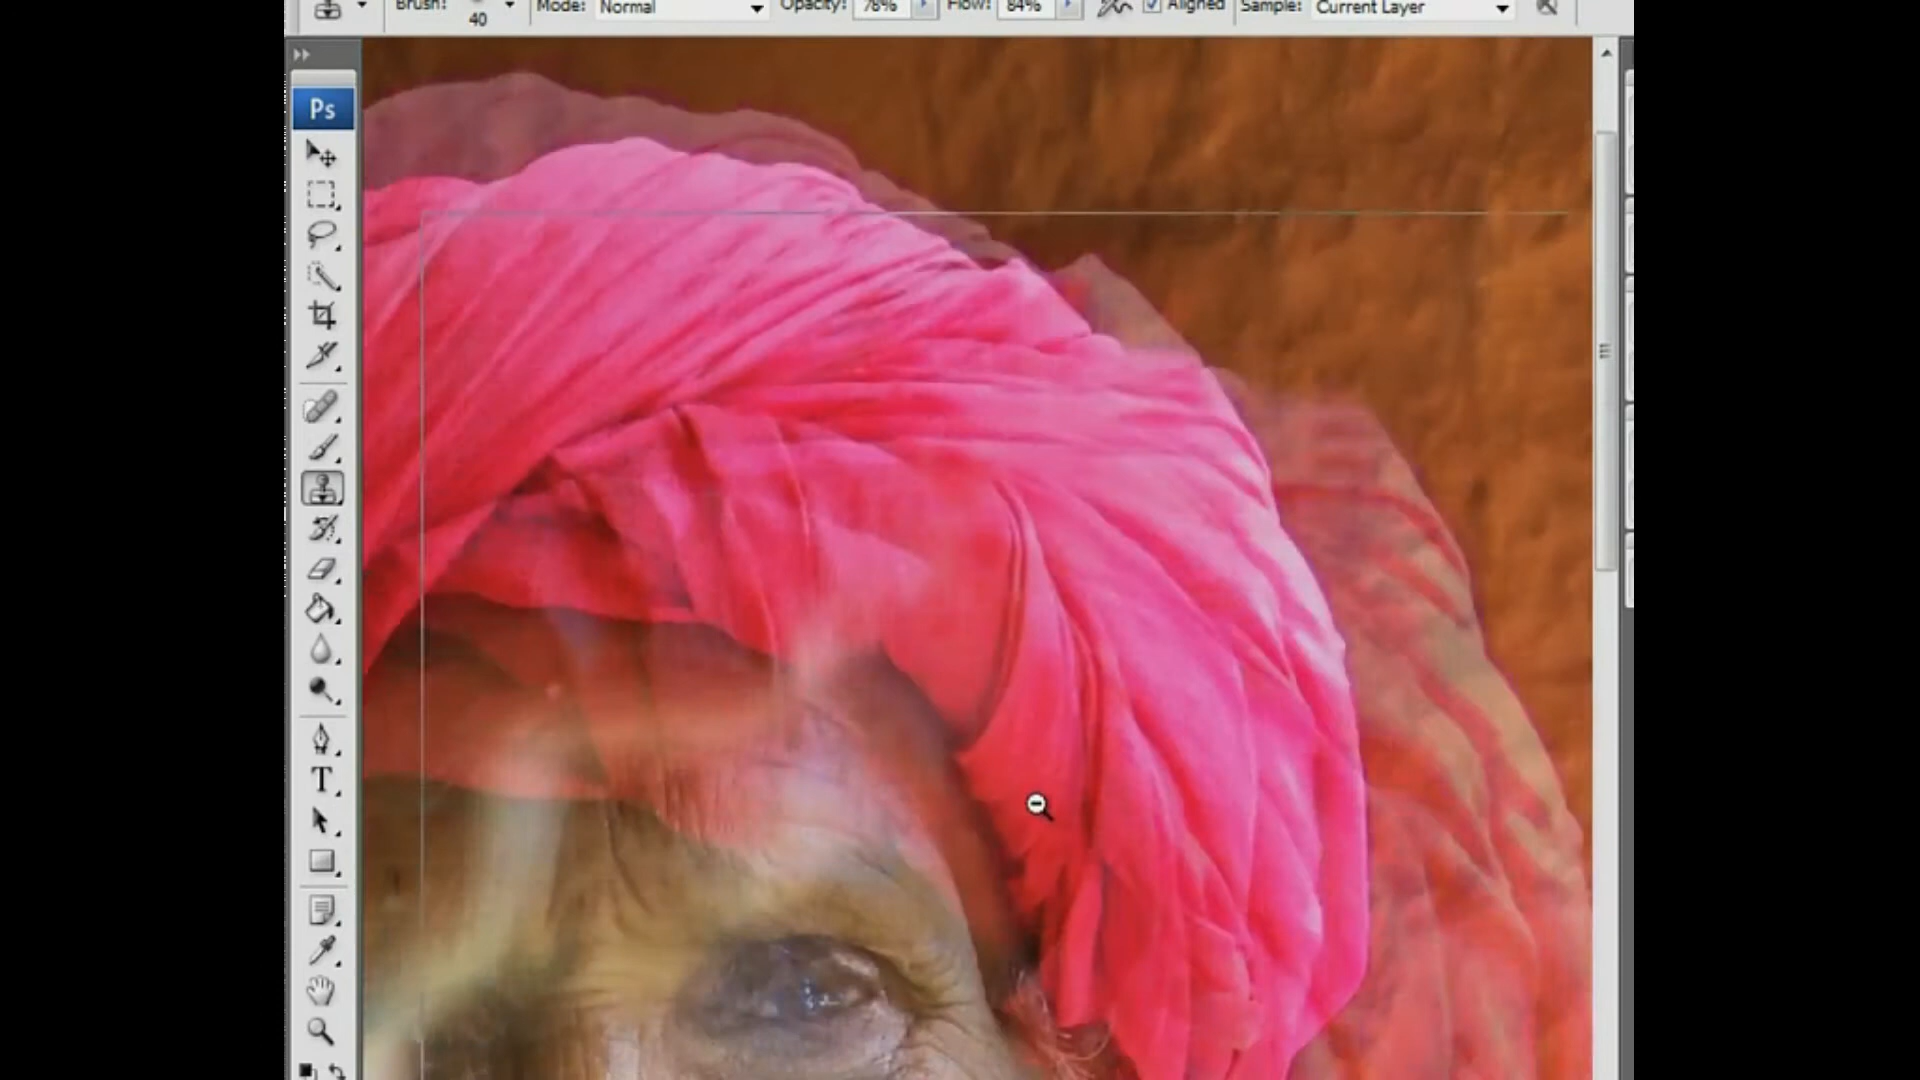 Brush: 40 Mode: Normal Opacity: 78% Flow: 84% Aligned Sample: Current Layer
Ps
T